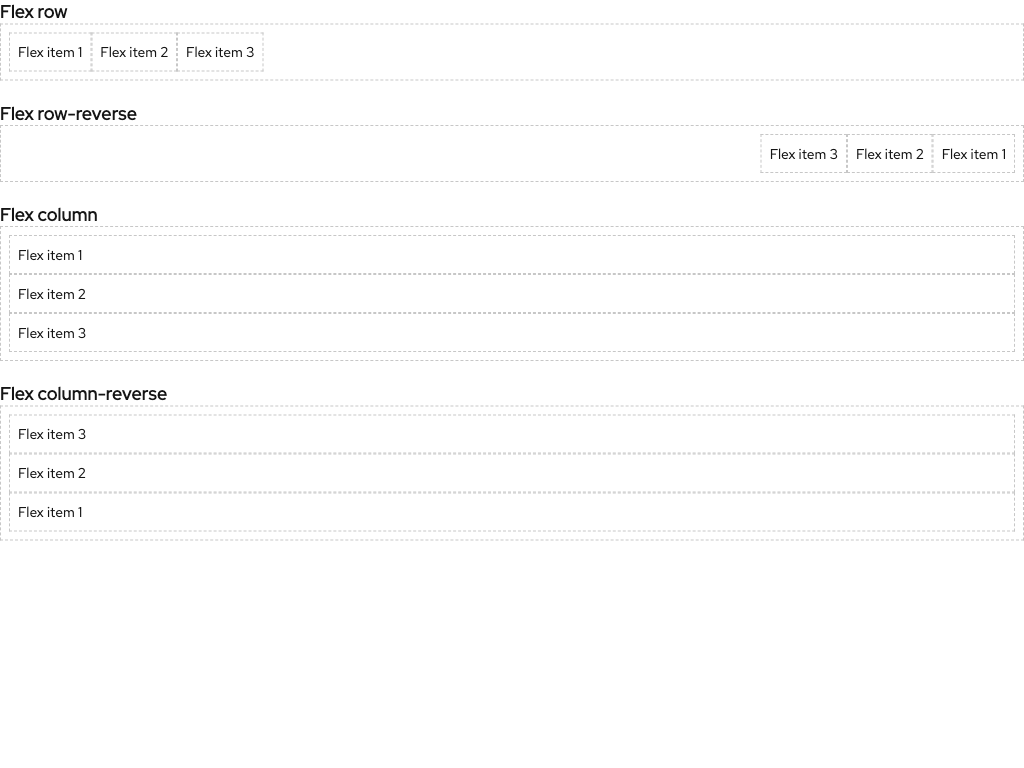 Flex row
Flex item 1 Flex item 2 Flex item 3
Flex row-reverse
Flex item 3 Flex item 2 Flex item 1
Flex column
Flex item 1
Flex item 2
Flex item 3
Flex column-reverse
Flex item 3
Flex item 2
Flex item 1